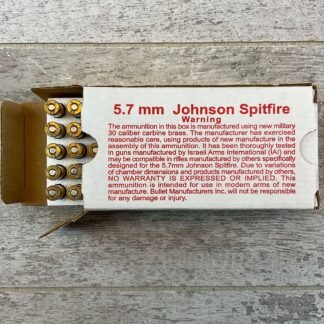 5.7 mm Johnson Spitfire
Warning
The ammunition in this box is manufactured using new military
30 caliber carbine brass. The manufacturer has exercised
reasonable care, using products of new manufacture in the
assembly of this ammunition. It has been thoroughly tested
in guns manufactured by Israeli Arms International (IAI) and
may be compatible in rifles manufactured by others specifically
designed for the 5.7mm Johnson Spitfire. Due to variations
of chamber dimensions and products manufactured by others,
NO WARRANTY IS EXPRESSED OR IMPLIED. This
ammunition is intended for use in modern arms of new
manufacture. Bullet Manufacturers Inc. will not be responsible
for any damage or injury.